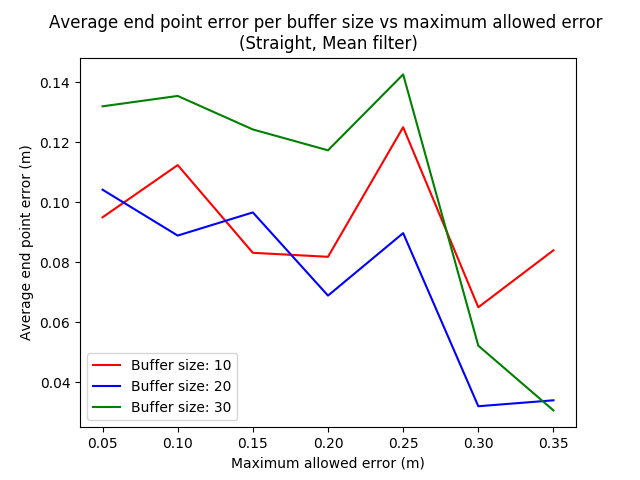 Average end point error per buffer size vs maximum allowed error
(Straight, Mean filter)
0.14
0.12
0.10
0.08
0.06
0.04
Average end point error (m)
Buffer size: 10
Buffer size: 20
Buffer size: 30
0.05 0.10 0.15 0.20 0.25 0.30 0.35
Maximum allowed error (m)